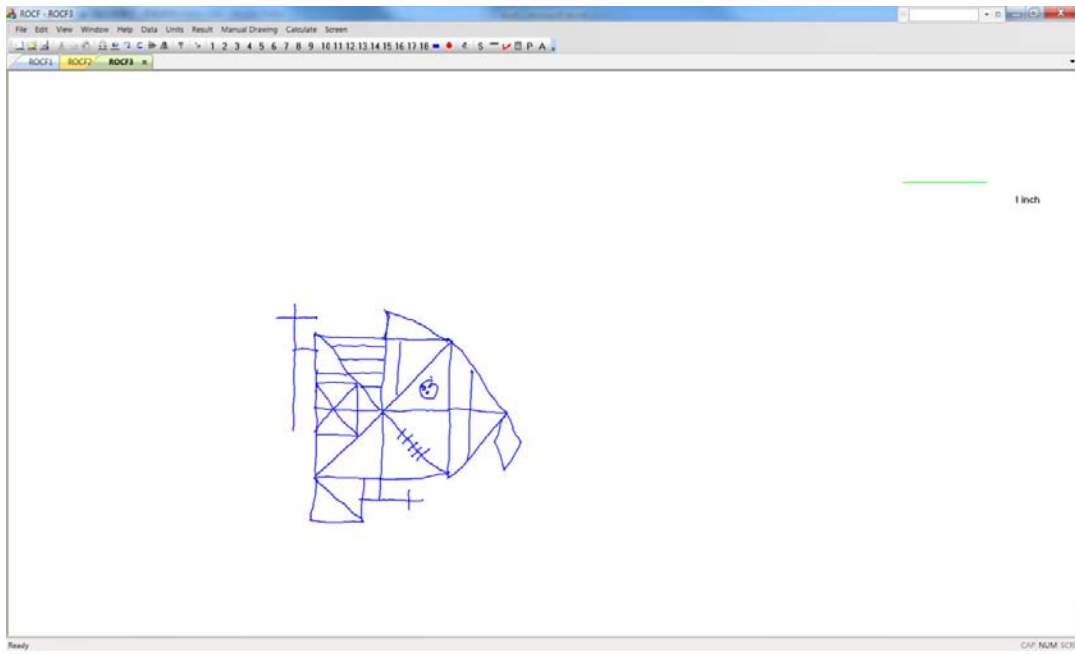 ROCF - ROCF3
File Edit View Window Help Data Units Result Manual Drawing Calculate Screen
1 2 3 4 5 6 7 8 9 10 11 12 13 14 15 16 17 18 S P A
ROCF1 ROCF2 ROCF3
1 inch
Ready CAP NUM SCR